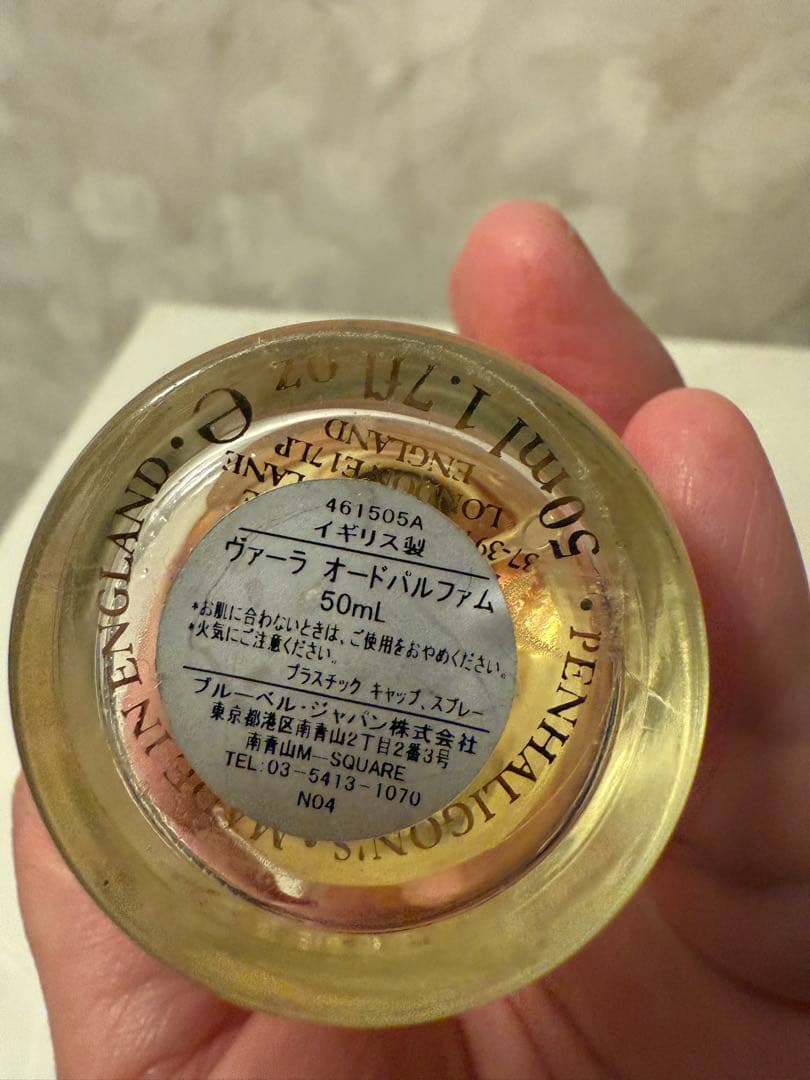 461505A
イギリス製
ヴァーラ オードパルファム
50mL
*お肌に合わないときは、ご使用をおやめください。
*火気にご注意ください。
プラスチック キャップ、スプレー
ブルーベル・ジャパン株式会社
東京都港区南青山2丁目2番3号
南青山M-SQUARE
TEL:03-5413-1070
N04
PENHALIGON'S • MADE IN ENGLAND • e 50ml 1.7fl oz •
LANE
LONDON E17LP
ENGLAND